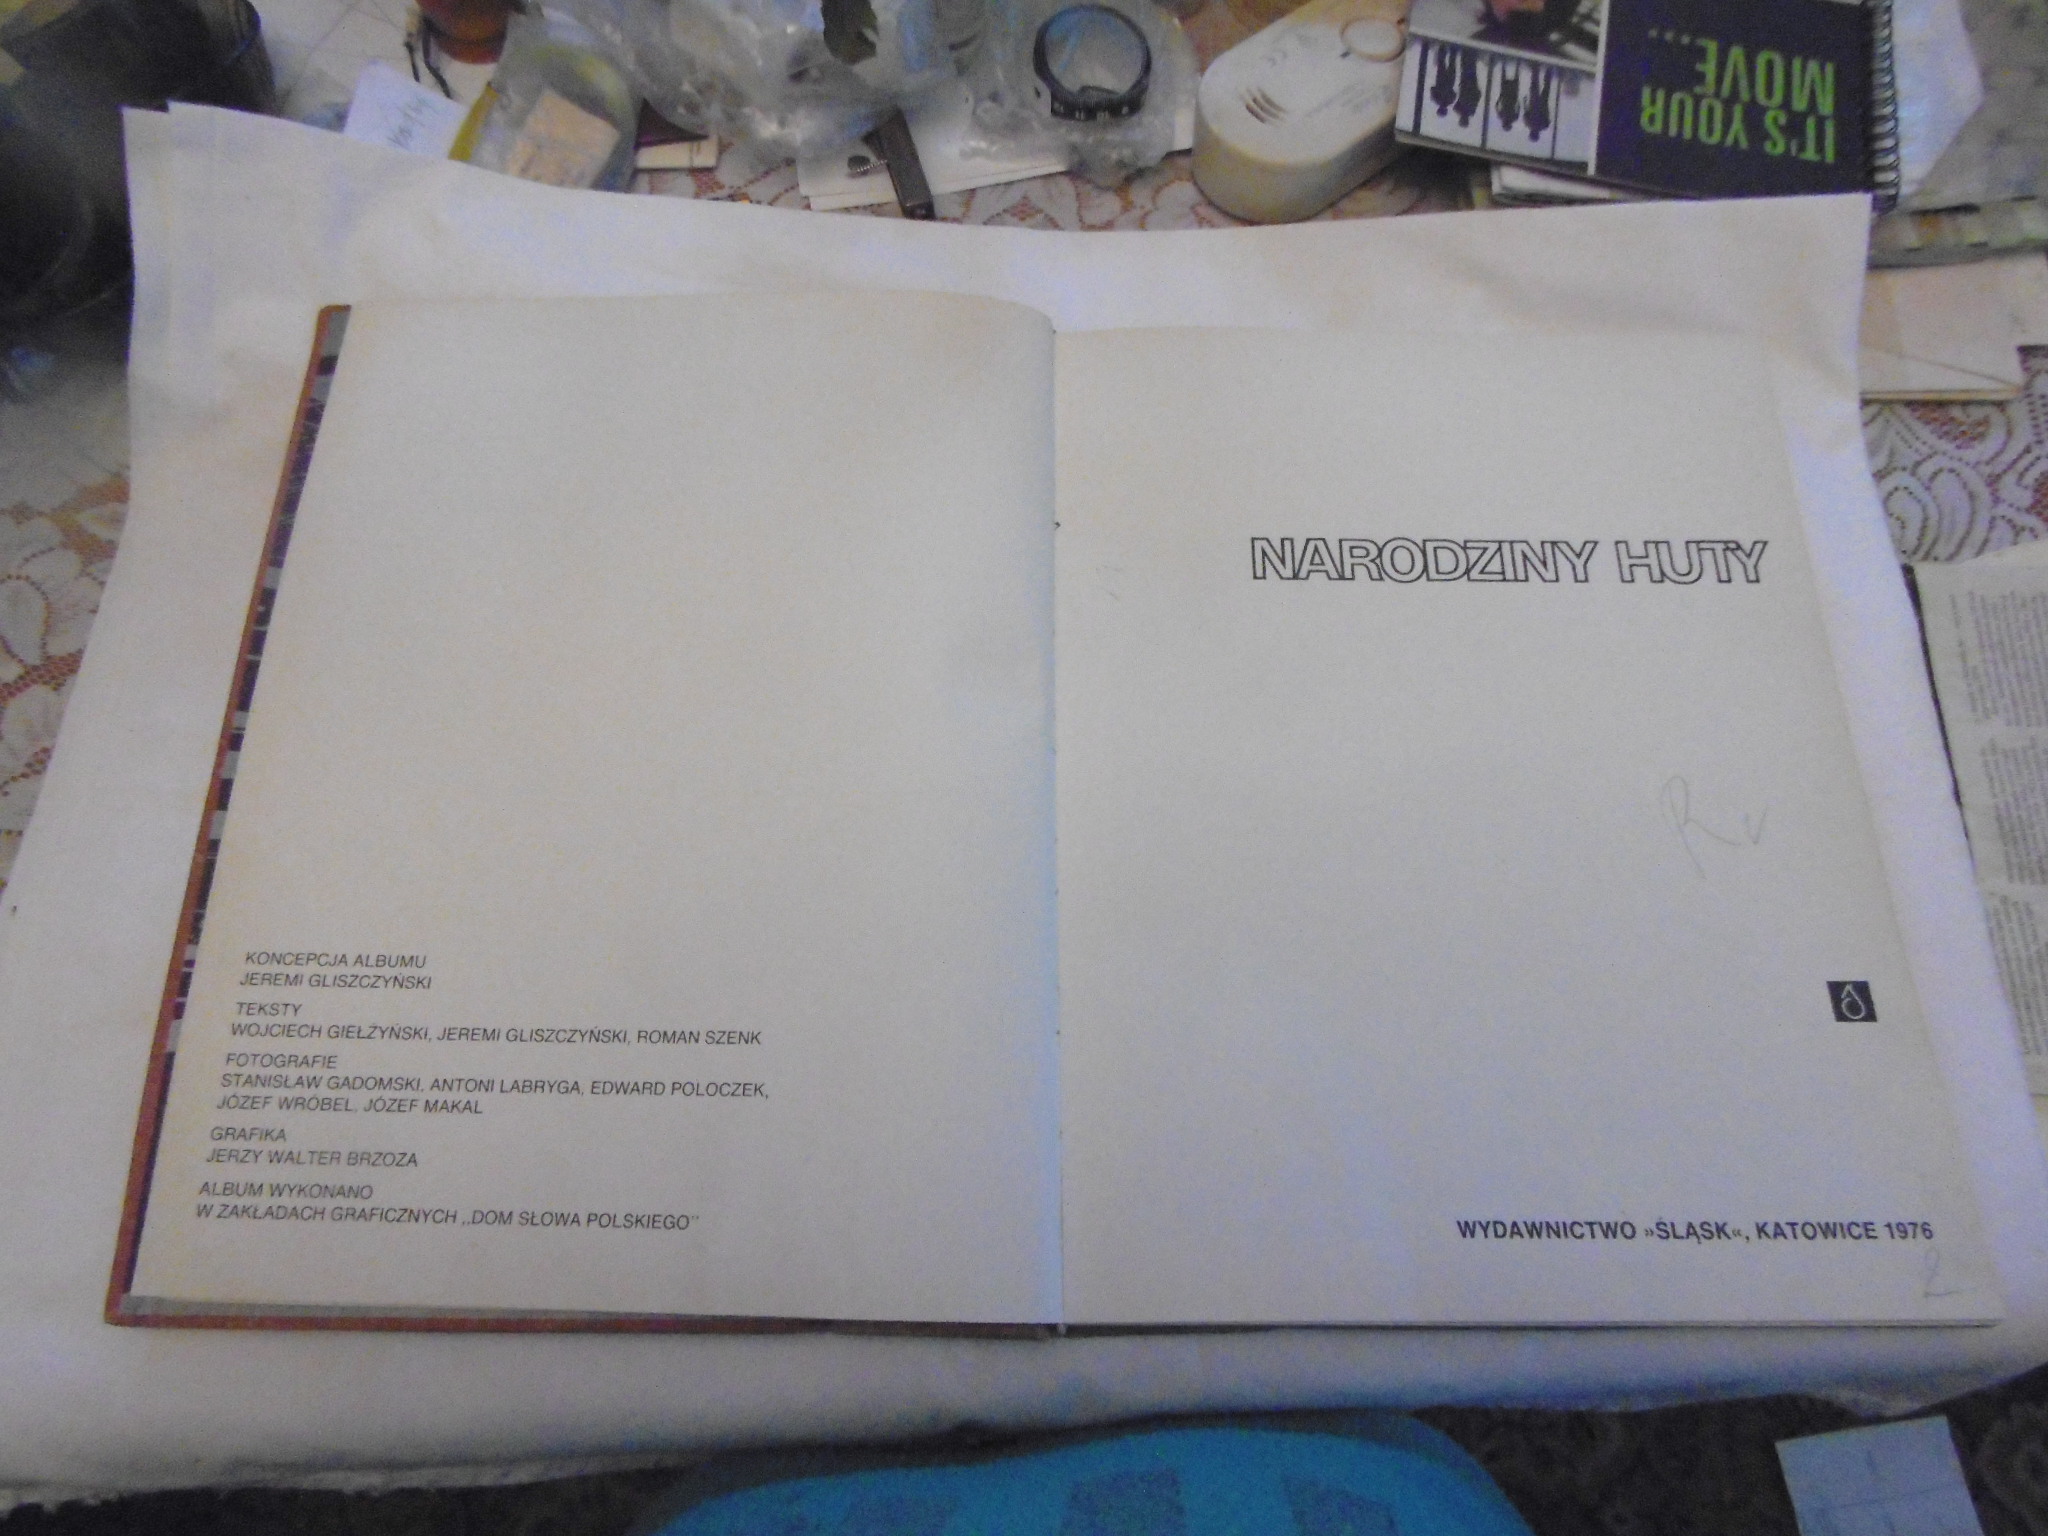 IT'S YOUR
MOVE...
KONCEPCJA ALBUMU
JEREMI GLISZCZYŃSKI
TEKSTY
WOJCIECH GIEŁŻYŃSKI, JEREMI GLISZCZYŃSKI, ROMAN SZENK
FOTOGRAFIE
STANISŁAW GADOMSKI, ANTONI LABRYGA, EDWARD POLOCZEK,
JÓZEF WRÓBEL, JÓZEF MAKAL
GRAFIKA
JERZY WALTER BRZOZA
ALBUM WYKONANO
W ZAKŁADACH GRAFICZNYCH „DOM SŁOWA POLSKIEGO”
NARODZINY HUTY
WYDAWNICTWO »ŚLĄSK«, KATOWICE 1976
2